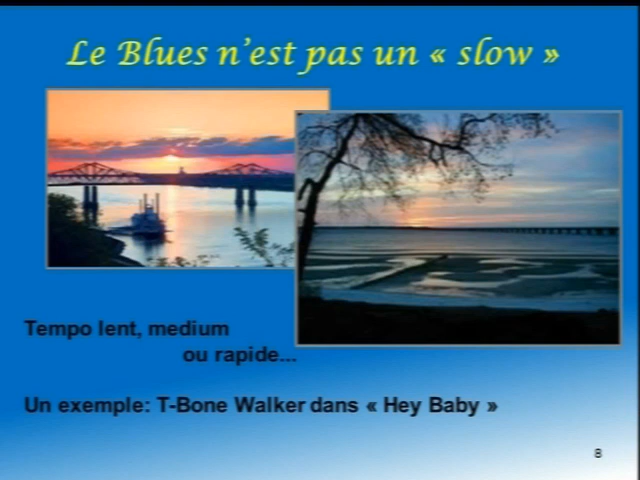 Le Blues n'est pas un « slow »
Tempo lent, medium
ou rapide...
Un exemple: T-Bone Walker dans « Hey Baby »
8